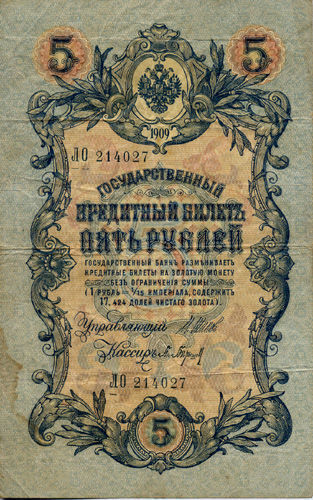 5 5
1909
ЛО 214027
ГОСУДАРСТВЕННЫЙ
КРЕДИТНЫЙ БИЛЕТЪ
ПЯТЬ РУБЛЕЙ
ГОСУДАРСТВЕННЫЙ БАНКЪ РАЗМѢНИВАЕТЪ
КРЕДИТНЫЕ БИЛЕТЫ НА ЗОЛОТУЮ МОНЕТУ
БЕЗЪ ОГРАНИЧЕНІЯ СУММЫ
(1 РУБЛЬ = 1/15 ИМПЕРІАЛА, СОДЕРЖИТЪ
17,424 ДОЛЕЙ ЧИСТАГО ЗОЛОТА).
Управляющій
Кассиръ
ЛО 214027
5